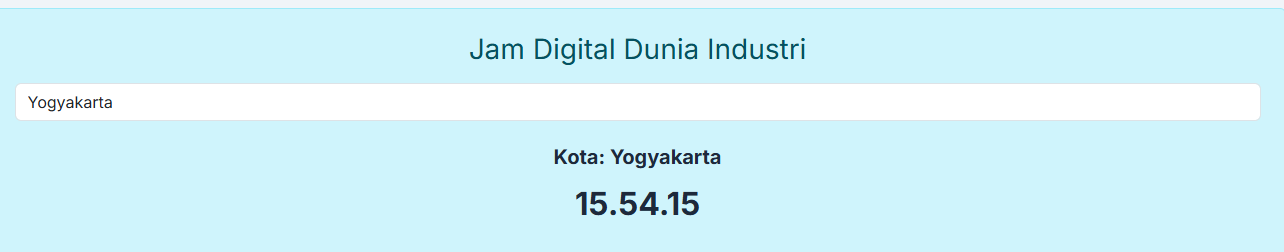 Jam Digital Dunia Industri
Yogyakarta
Kota: Yogyakarta
15.54.15